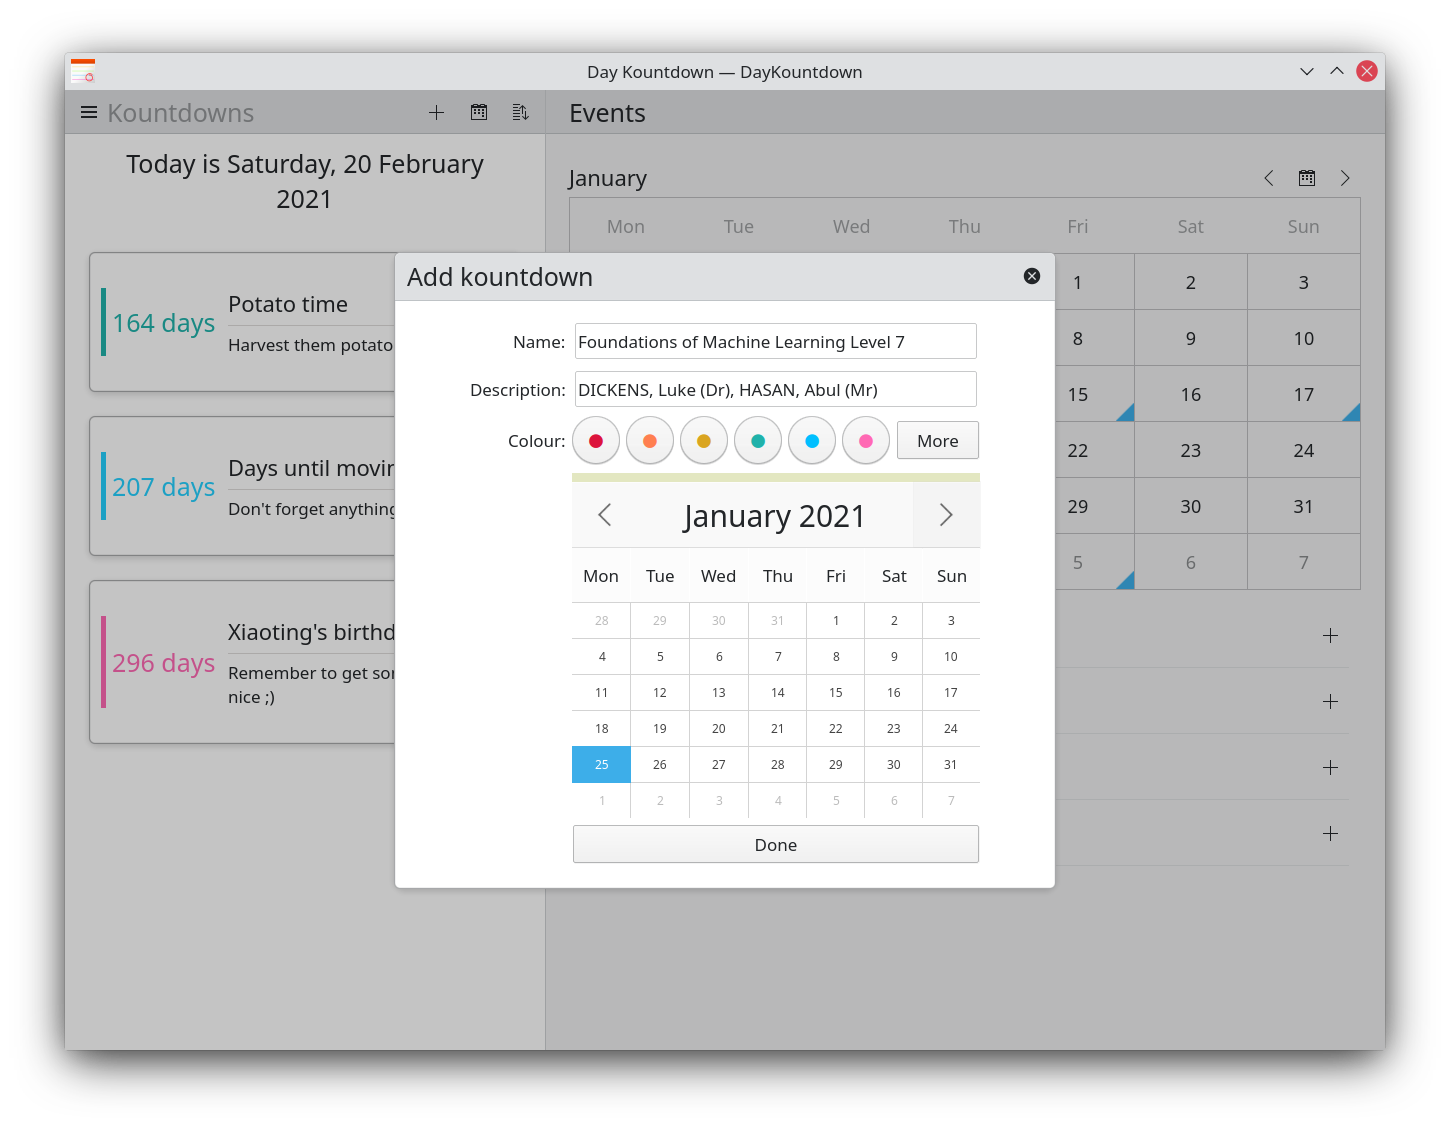 Day Kountdown — DayKountdown
Kountdowns
Events
Today is Saturday, 20 February
2021
January
Mon Tue Wed Thu Fri Sat Sun
1 2 3
8 9 10
15 16 17
22 23 24
29 30 31
5 6 7
164 days
Potato time
Harvest them potato
207 days
Days until movin
Don't forget anything
296 days
Xiaoting's birthd
Remember to get sor
nice ;)
Add kountdown
Name: Foundations of Machine Learning Level 7
Description: DICKENS, Luke (Dr), HASAN, Abul (Mr)
Colour: More
January 2021
Mon Tue Wed Thu Fri Sat Sun
28 29 30 31 1 2 3
4 5 6 7 8 9 10
11 12 13 14 15 16 17
18 19 20 21 22 23 24
25 26 27 28 29 30 31
1 2 3 4 5 6 7
Done